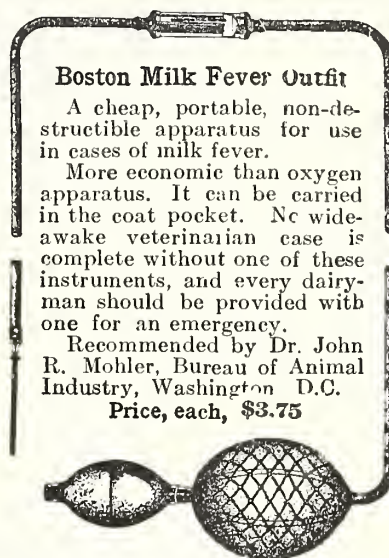 Boston Milk Fever Outfit
A cheap, portable, non-de-
structible apparatus for use
in cases of milk fever.
More economic than oxygen
apparatus. It can be carried
in the coat pocket. Nc wide-
awake veterinarian case is
complete without one of these
instruments, and every dairy-
man should be provided with
one for an emergency.
Recommended by Dr. John
R. Mohler, Bureau of Animal
Industry, Washington D.C.
Price, each, $3.75